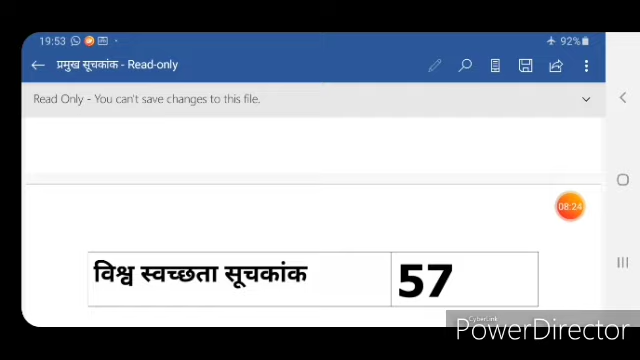 19:53
92%
प्रमुख सूचकांक - Read-only
Read Only - You can't save changes to this file.
08:24
विश्व स्वच्छता सूचकांक 57
CyberLink
PowerDirector